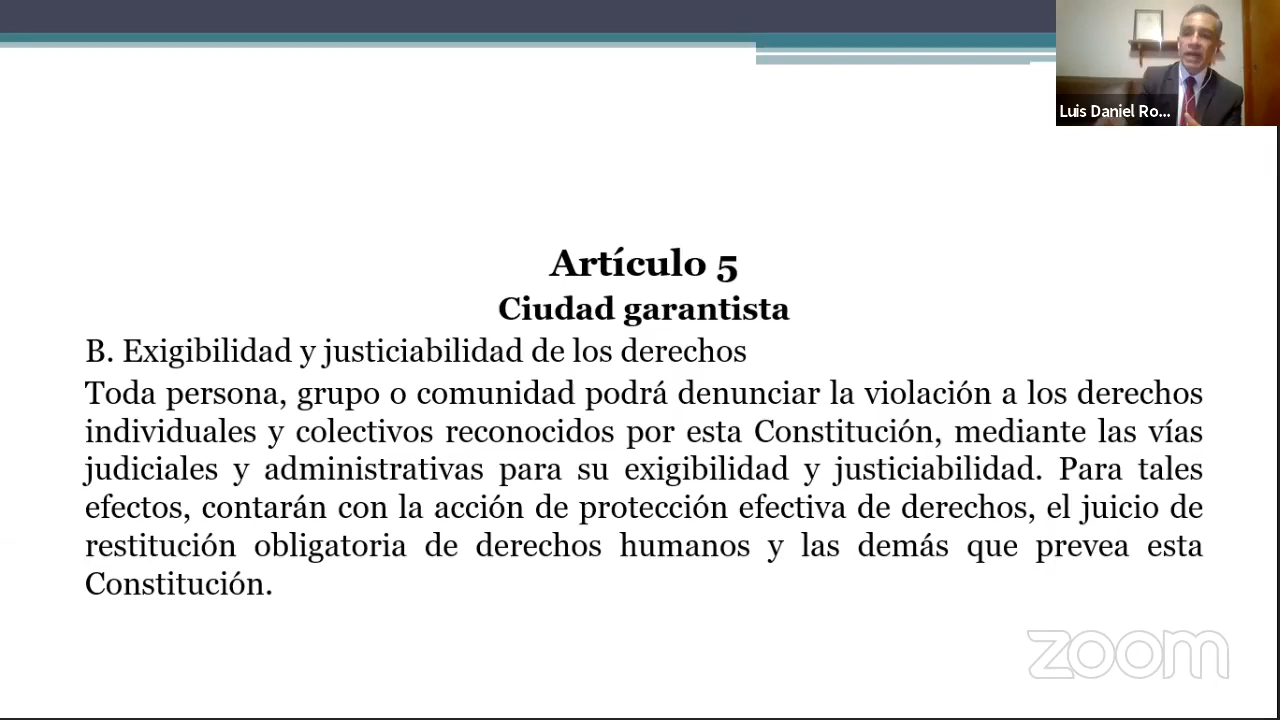 Luis Daniel Ro...
Artículo 5
Ciudad garantista
B. Exigibilidad y justiciabilidad de los derechos
Toda persona, grupo o comunidad podrá denunciar la violación a los derechos
individuales y colectivos reconocidos por esta Constitución, mediante las vías
judiciales y administrativas para su exigibilidad y justiciabilidad. Para tales
efectos, contarán con la acción de protección efectiva de derechos, el juicio de
restitución obligatoria de derechos humanos y las demás que prevea esta
Constitución.
zoom